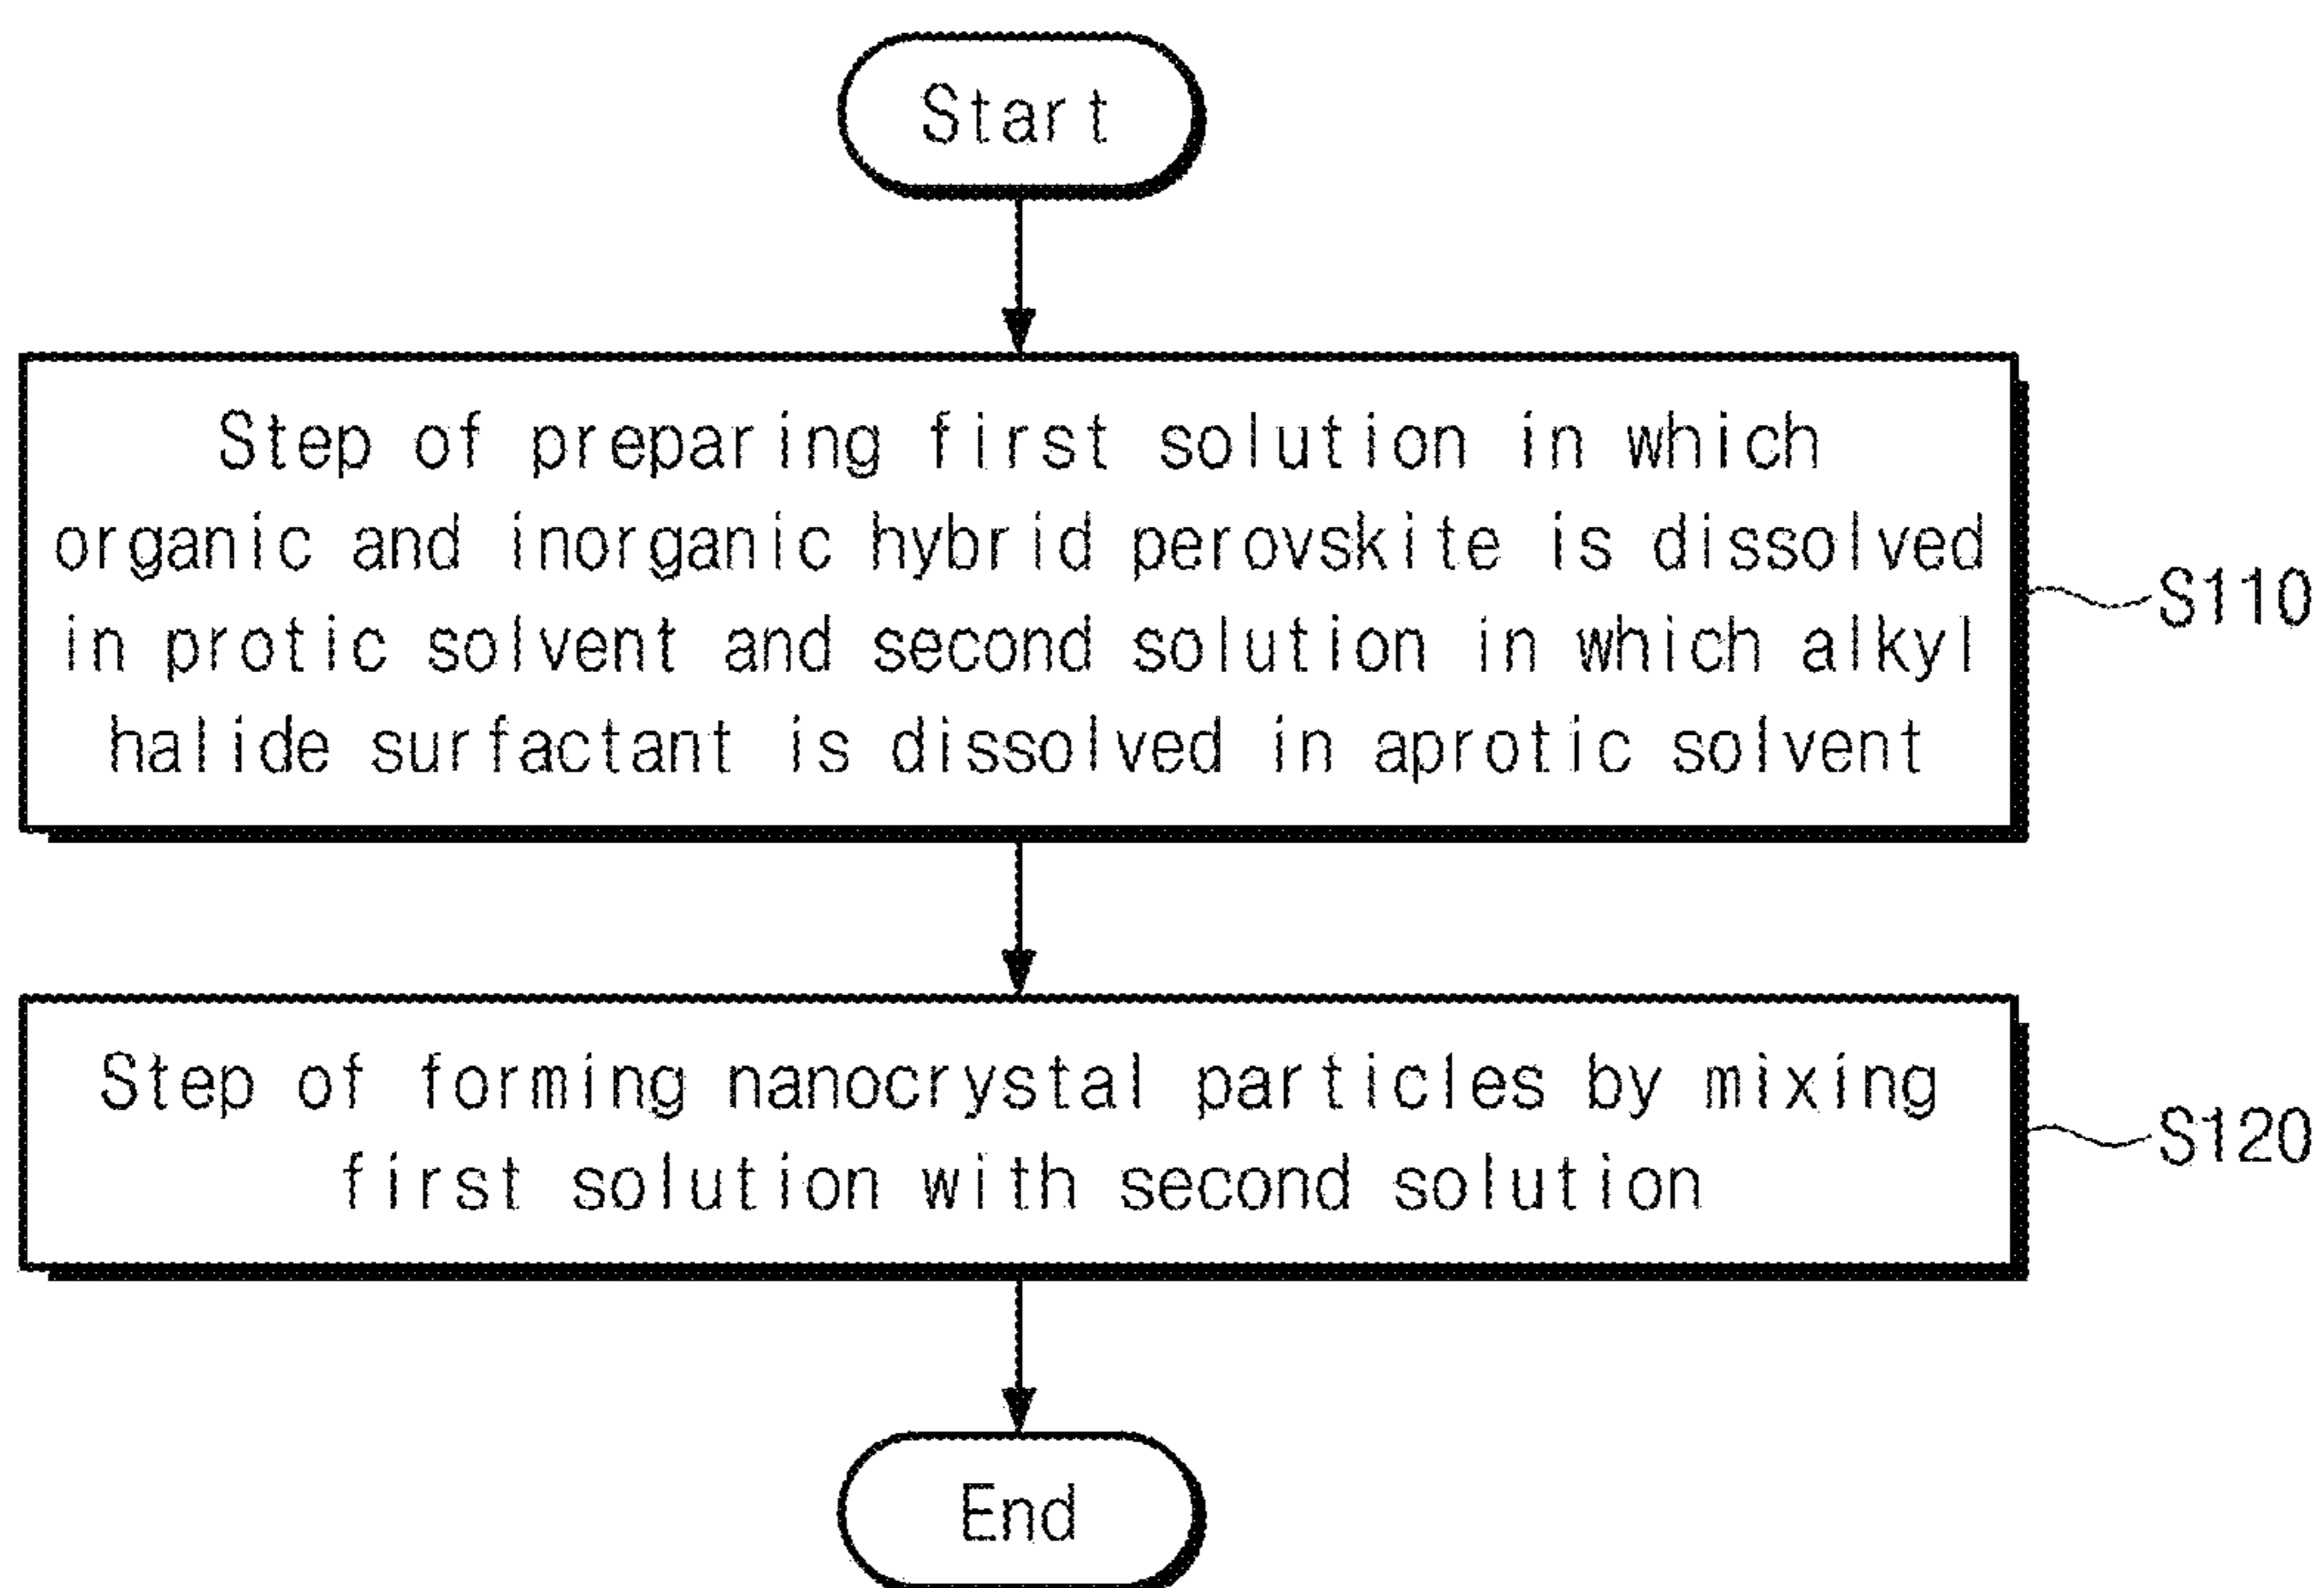 Start
Step of preparing first solution in which
organic and inorganic hybrid perovskite is dissolved
in protic solvent and second solution in which alkyl
halide surfactant is dissolved in aprotic solvent
S110
Step of forming nanocrystal particles by mixing
first solution with second solution
S120
End